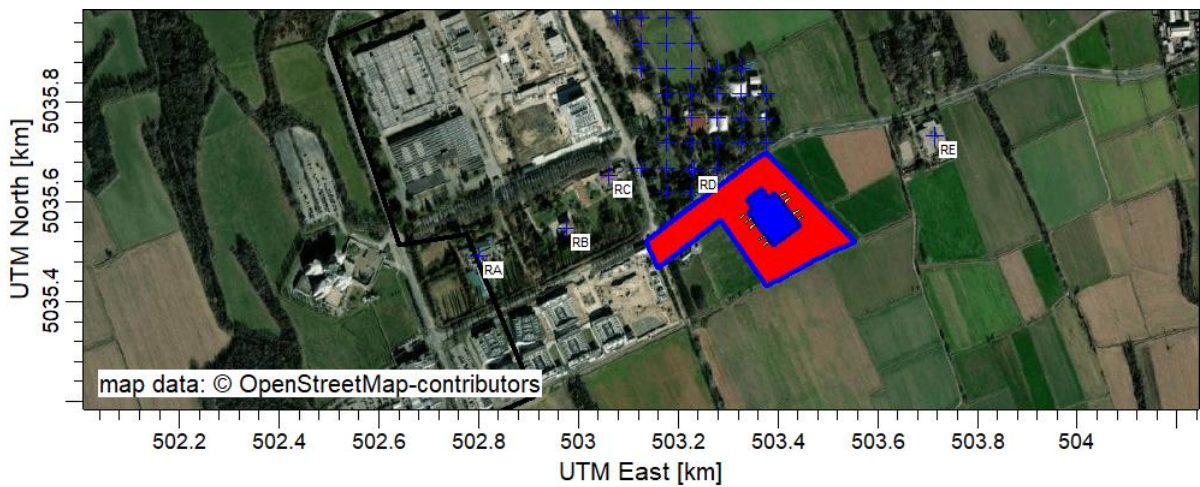 UTM North [km]
5035.8
5035.6
5035.4
RE
RD
RC
RB
RA
map data: © OpenStreetMap-contributors
502.2 502.4 502.6 502.8 503 503.2 503.4 503.6 503.8 504
UTM East [km]